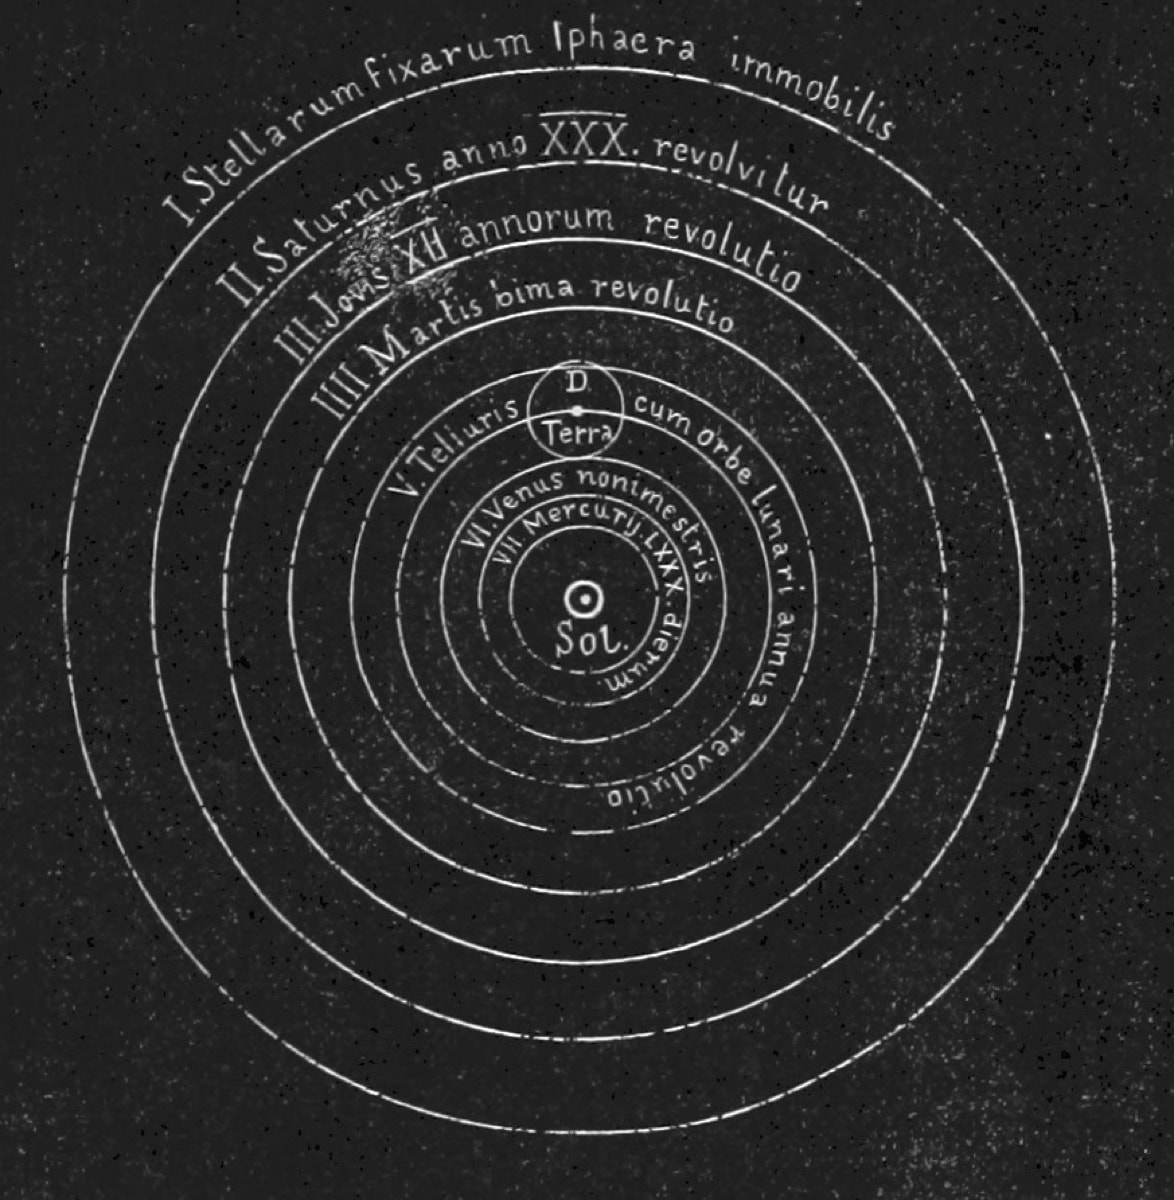 I. Stellarum fixarum Sphaera immobilis
II. Saturnus anno XXX. revolvitur
III. Jovis XII annorum revolutio
IIII. Martis bima revolutio
D
Terra
V. Telluris cum orbe lunari annua revolutio
VI. Venus nonimestris
VII. Mercurij. LXXX. dierum
Sol.